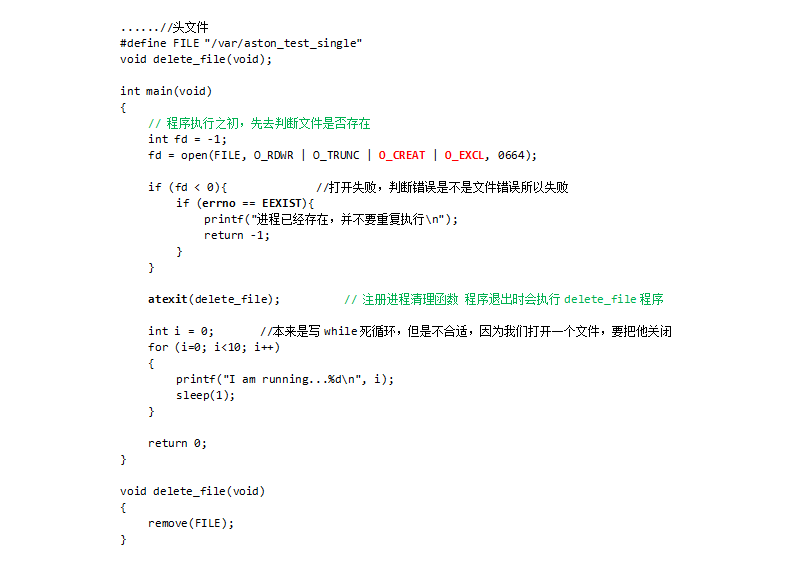 ......//头文件
#define FILE "/var/aston_test_single"
void delete_file(void);
int main(void)
{
// 程序执行之初，先去判断文件是否存在
int fd = -1;
fd = open(FILE, O_RDWR | O_TRUNC | O_CREAT | O_EXCL, 0664);
if (fd < 0){ //打开失败，判断错误是不是文件错误所以失败
if (errno == EEXIST){
printf("进程已经存在，并不要重复执行\n");
return -1;
}
}
atexit(delete_file); // 注册进程清理函数 程序退出时会执行 delete_file 程序
int i = 0; //本来是写 while 死循环，但是不合适，因为我们打开一个文件，要把他关闭
for (i=0; i<10; i++)
{
printf("I am running...%d\n", i);
sleep(1);
}
return 0;
}
void delete_file(void)
{
remove(FILE);
}